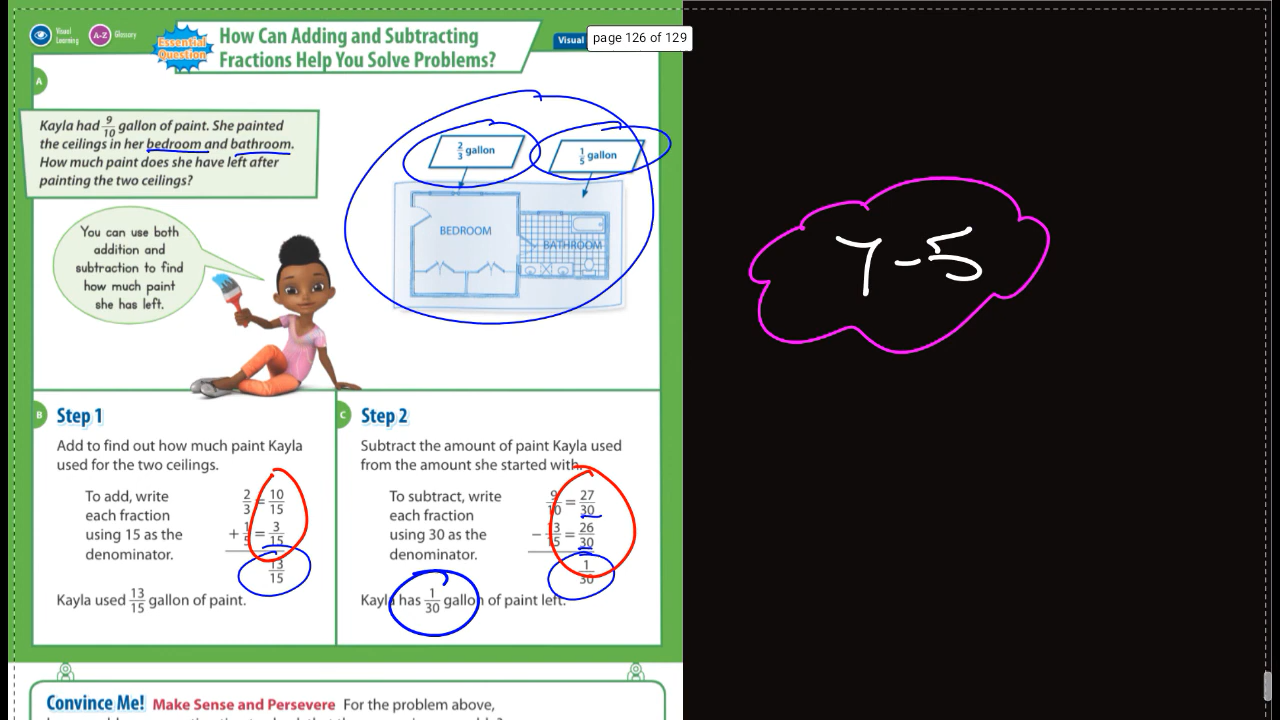 Visual
Learning
A-Z Glossary
Essential
Question
How Can Adding and Subtracting
Fractions Help You Solve Problems?
Visual
page 126 of 129
A
Kayla had 9/10 gallon of paint. She painted
the ceilings in her bedroom and bathroom.
How much paint does she have left after
painting the two ceilings?
2/3 gallon
1/5 gallon
BEDROOM
BATHROOM
You can use both
addition and
subtraction to find
how much paint
she has left.
7-5
B
Step 1
Add to find out how much paint Kayla
used for the two ceilings.
To add, write
each fraction
using 15 as the
denominator.
2/3 = 10/15
+ 1/5 = 3/15
13/15
Kayla used 13/15 gallon of paint.
C
Step 2
Subtract the amount of paint Kayla used
from the amount she started with.
To subtract, write
each fraction
using 30 as the
denominator.
9/10 = 27/30
− 13/15 = 26/30
1/30
Kayla has 1/30 gallon of paint left.
Convince Me! Make Sense and Persevere For the problem above,